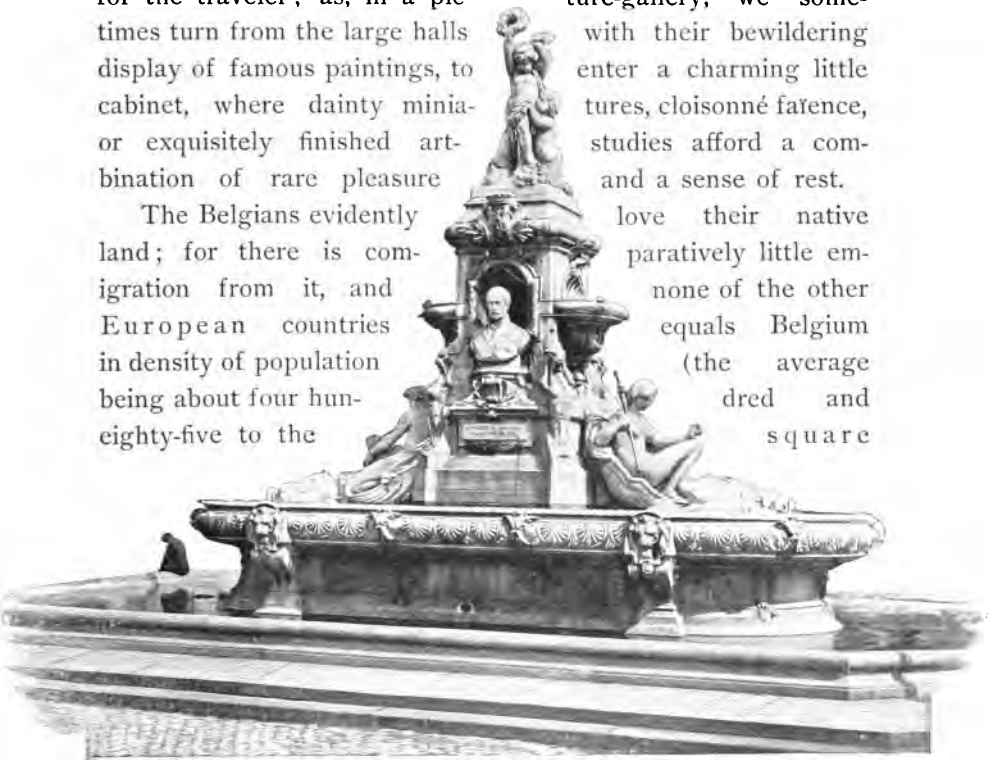 for the traveler; as, in a pic- ture-gallery, we some-
times turn from the large halls with their bewildering
display of famous paintings, to enter a charming little
cabinet, where dainty minia- tures, cloisonné faïence,
or exquisitely finished art- studies afford a com-
bination of rare pleasure and a sense of rest.
The Belgians evidently love their native
land; for there is com- paratively little em-
igration from it, and none of the other
European countries equals Belgium
in density of population (the average
being about four hun- dred and
eighty-five to the square